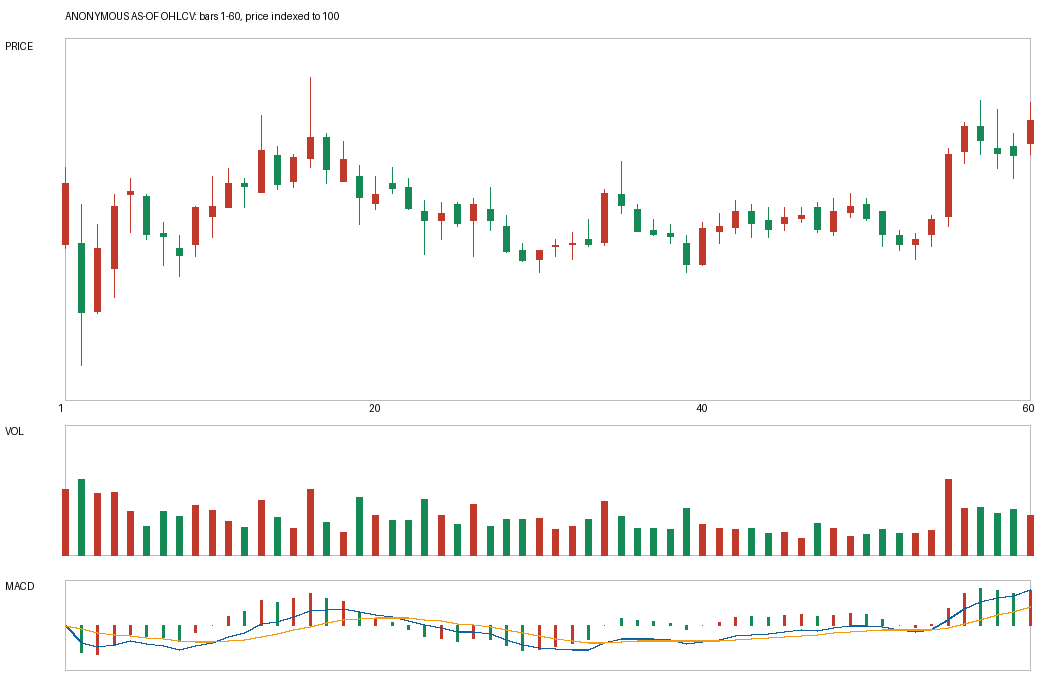 ANONYMOUS AS-OF OHLCV: bars 1-60, price indexed to 100
PRICE
1 20 40 60
VOL
MACD